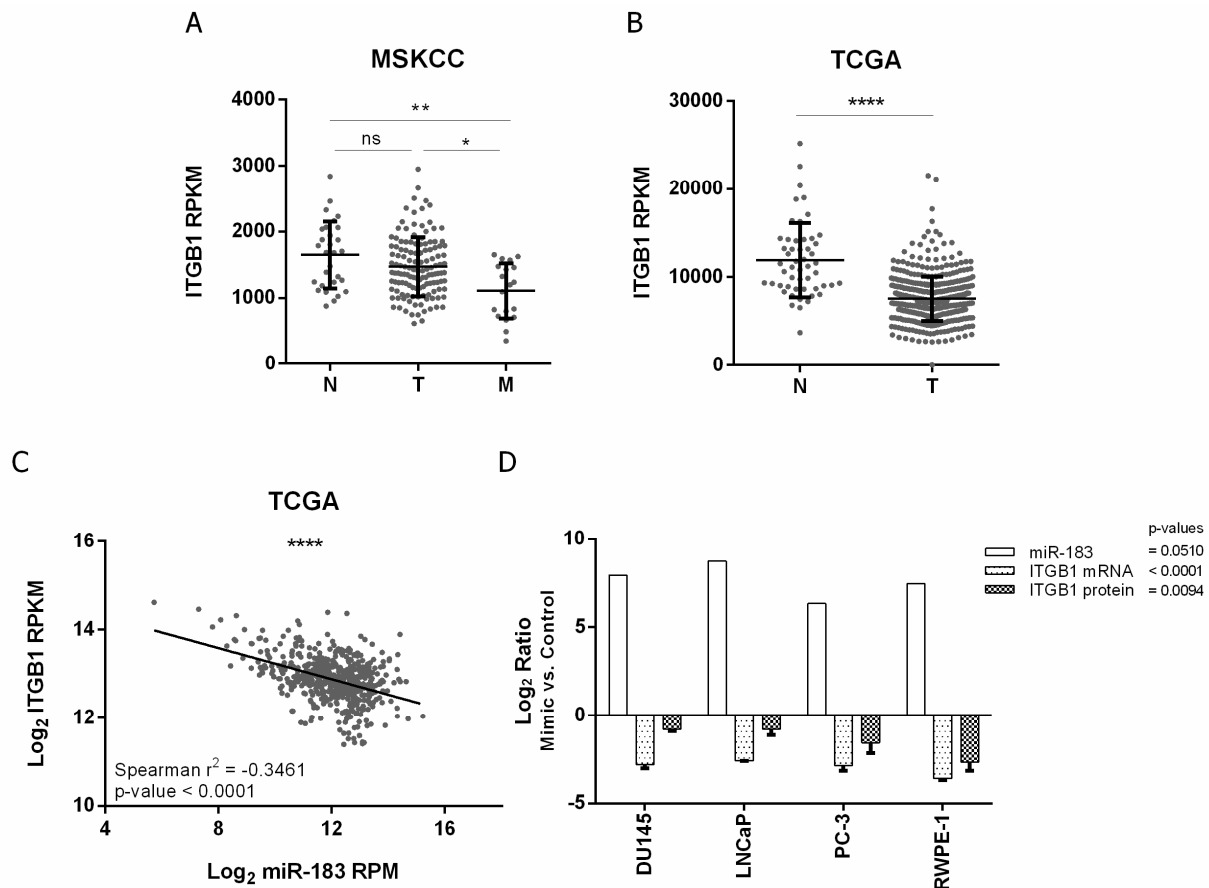 A
MSKCC
ITGB1 RPKM
4000
3000
2000
1000
0
**
ns
*
N T M
B
TCGA
ITGB1 RPKM
30000
20000
10000
0
****
N T
C
TCGA
****
Log2 ITGB1 RPKM
16
14
12
10
Spearman r² = -0.3461
p-value < 0.0001
4 8 12 16
Log2 miR-183 RPM
D
Log2 Ratio
Mimic vs. Control
10
5
0
-5
DU145
LNCaP
PC-3
RWPE-1
p-values
miR-183 = 0.0510
ITGB1 mRNA < 0.0001
ITGB1 protein = 0.0094